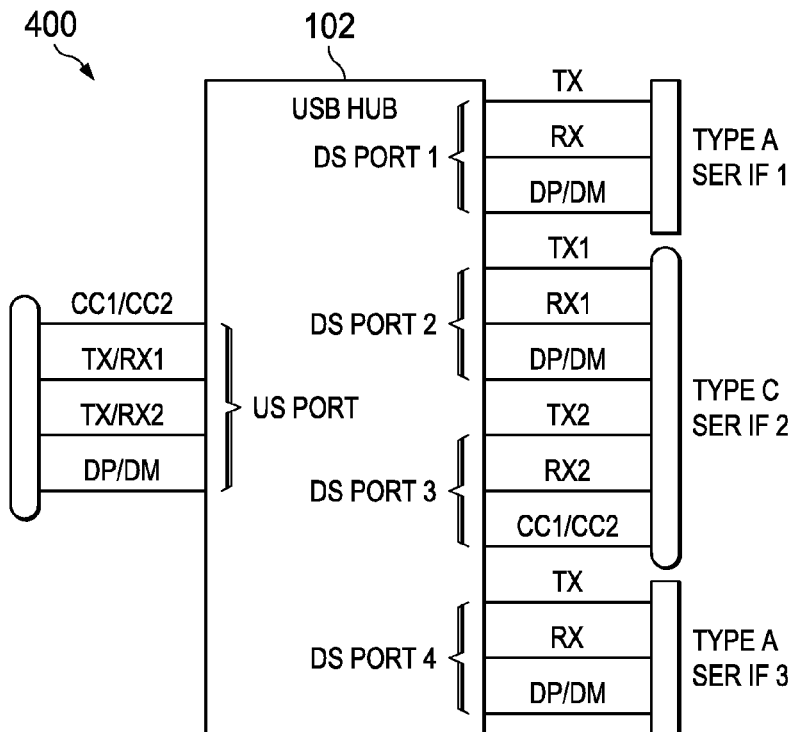 400
102
USB HUB
CC1/CC2
TX/RX1
TX/RX2
DP/DM
US PORT
DS PORT 1
TX
RX
DP/DM
TYPE A
SER IF 1
DS PORT 2
TX1
RX1
DP/DM
DS PORT 3
TX2
RX2
CC1/CC2
TYPE C
SER IF 2
DS PORT 4
TX
RX
DP/DM
TYPE A
SER IF 3